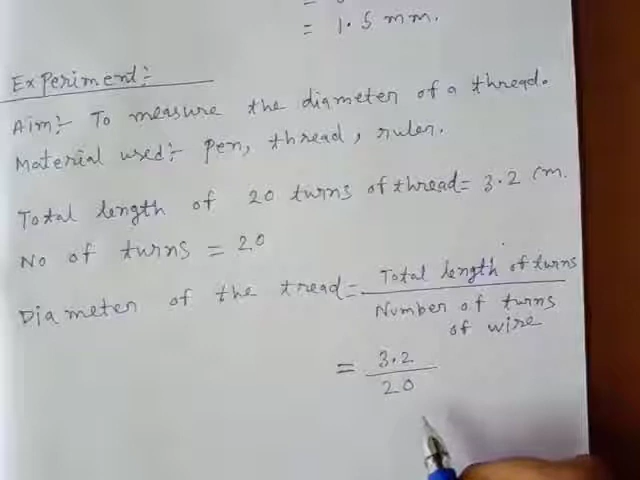 = 1.5 mm.
Experiment:-
Aim:- To measure the diameter of a thread.
Material used:- pen, thread, ruler.
Total length of 20 turns of thread = 3.2 cm.
No of turns = 20
Diameter of the tread = Total length of turns
Number of turns
of wire
= 3.2
20